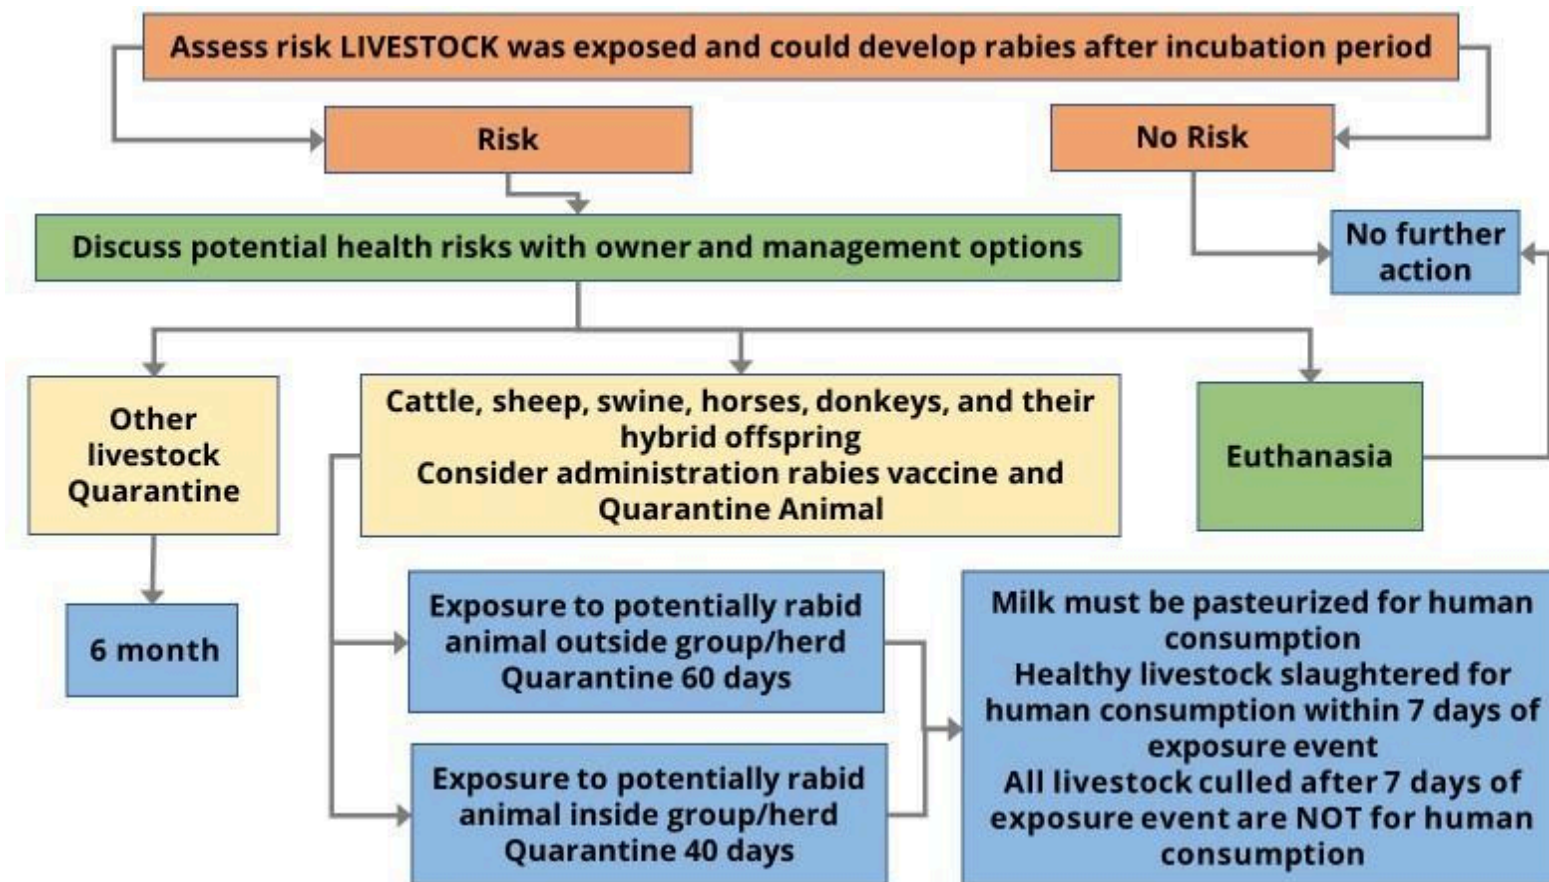 Assess risk LIVESTOCK was exposed and could develop rabies after incubation period
Risk
No Risk
Discuss potential health risks with owner and management options
No further
action
Other
livestock
Quarantine
Cattle, sheep, swine, horses, donkeys, and their
hybrid offspring
Consider administration rabies vaccine and
Quarantine Animal
Euthanasia
6 month
Exposure to potentially rabid
animal outside group/herd
Quarantine 60 days
Exposure to potentially rabid
animal inside group/herd
Quarantine 40 days
Milk must be pasteurized for human
consumption
Healthy livestock slaughtered for
human consumption within 7 days of
exposure event
All livestock culled after 7 days of
exposure event are NOT for human
consumption